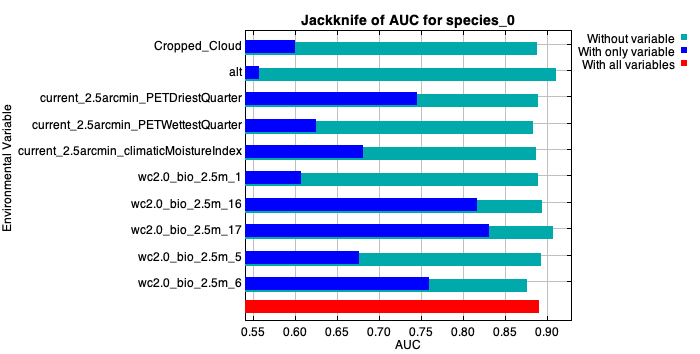 Jackknife of AUC for species_0
Without variable
With only variable
With all variables
Environmental Variable
Cropped_Cloud
alt
current_2.5arcmin_PETDriestQuarter
current_2.5arcmin_PETWettestQuarter
current_2.5arcmin_climaticMoistureIndex
wc2.0_bio_2.5m_1
wc2.0_bio_2.5m_16
wc2.0_bio_2.5m_17
wc2.0_bio_2.5m_5
wc2.0_bio_2.5m_6
0.55 0.60 0.65 0.70 0.75 0.80 0.85 0.90
AUC